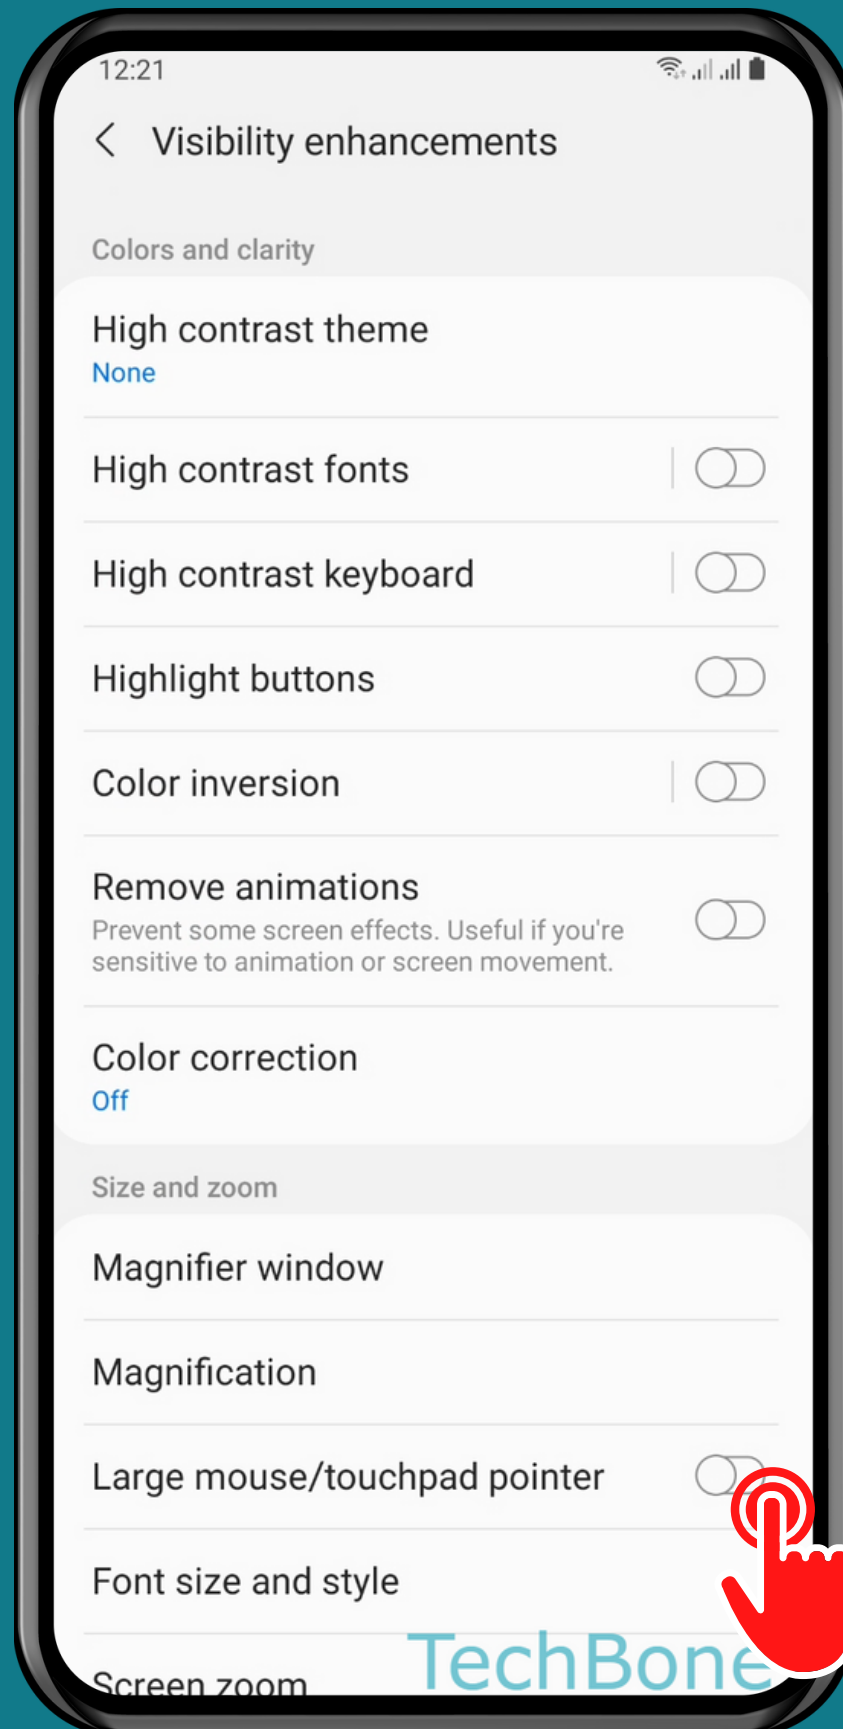 12:21
Visibility enhancements
Colors and clarity
High contrast theme
None
High contrast fonts
High contrast keyboard
Highlight buttons
Color inversion
Remove animations
Prevent some screen effects. Useful if you're
sensitive to animation or screen movement.
Color correction
Off
Size and zoom
Magnifier window
Magnification
Large mouse/touchpad pointer
Font size and style
Screen zoom
TechBone